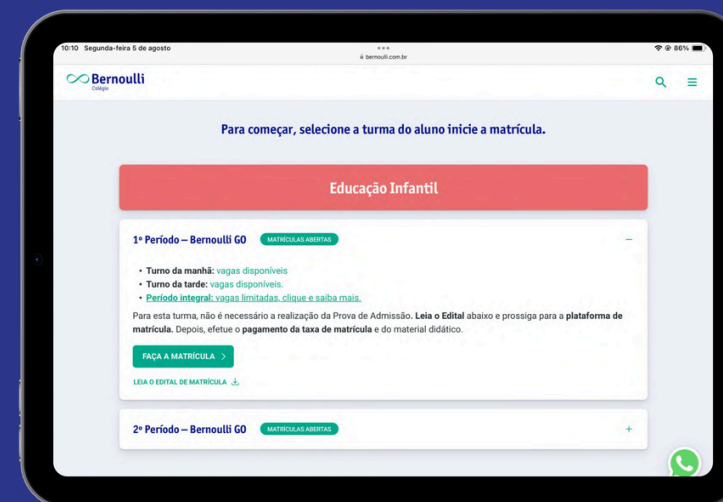 10:10 Segunda-feira 5 de agosto
86%
bernoulli.com.br
Bernoulli
Colégio
Para começar, selecione a turma do aluno inicie a matrícula.
Educação Infantil
1º Período – Bernoulli GO MATRÍCULAS ABERTAS
• Turno da manhã: vagas disponíveis
• Turno da tarde: vagas disponíveis.
• Período integral: vagas limitadas, clique e saiba mais.
Para esta turma, não é necessário a realização da Prova de Admissão. Leia o Edital abaixo e prossiga para a plataforma de
matrícula. Depois, efetue o pagamento da taxa de matrícula e do material didático.
FAÇA A MATRÍCULA
LEIA O EDITAL DE MATRÍCULA
2º Período – Bernoulli GO MATRÍCULAS ABERTAS